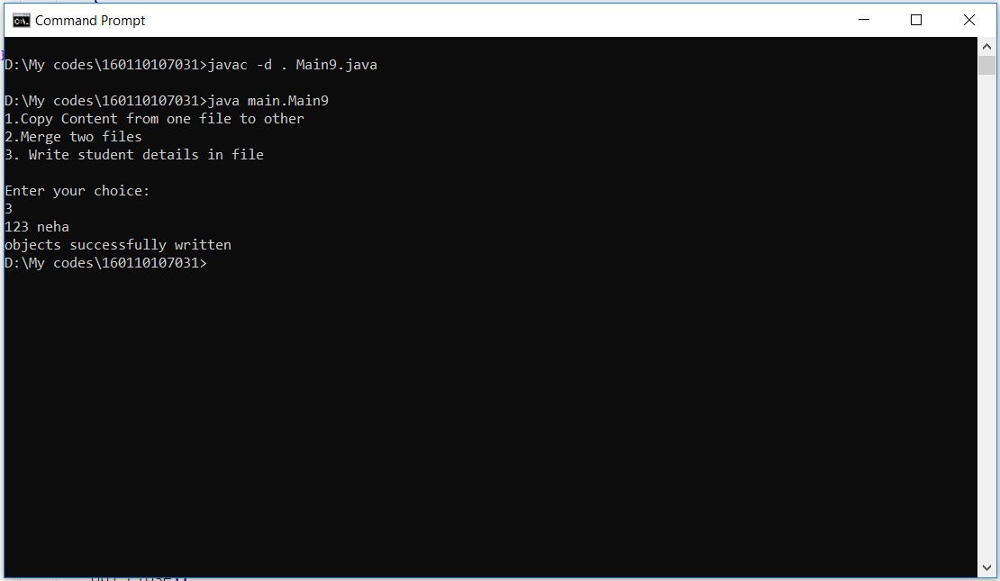 Command Prompt
D:\My codes\160110107031>javac -d . Main9.java
D:\My codes\160110107031>java main.Main9
1.Copy Content from one file to other
2.Merge two files
3. Write student details in file
Enter your choice:
3
123 neha
objects successfully written
D:\My codes\160110107031>